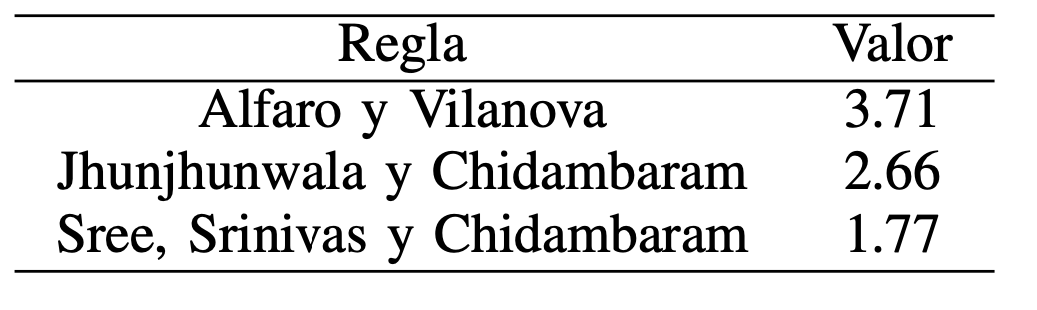 Regla Valor
Alfaro y Vilanova 3.71
Jhunjhunwala y Chidambaram 2.66
Sree, Srinivas y Chidambaram 1.77